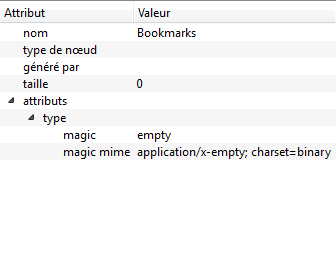 Attribut Valeur
nom Bookmarks
type de nœud
généré par
taille 0
attributs
type
magic empty
magic mime application/x-empty; charset=binary